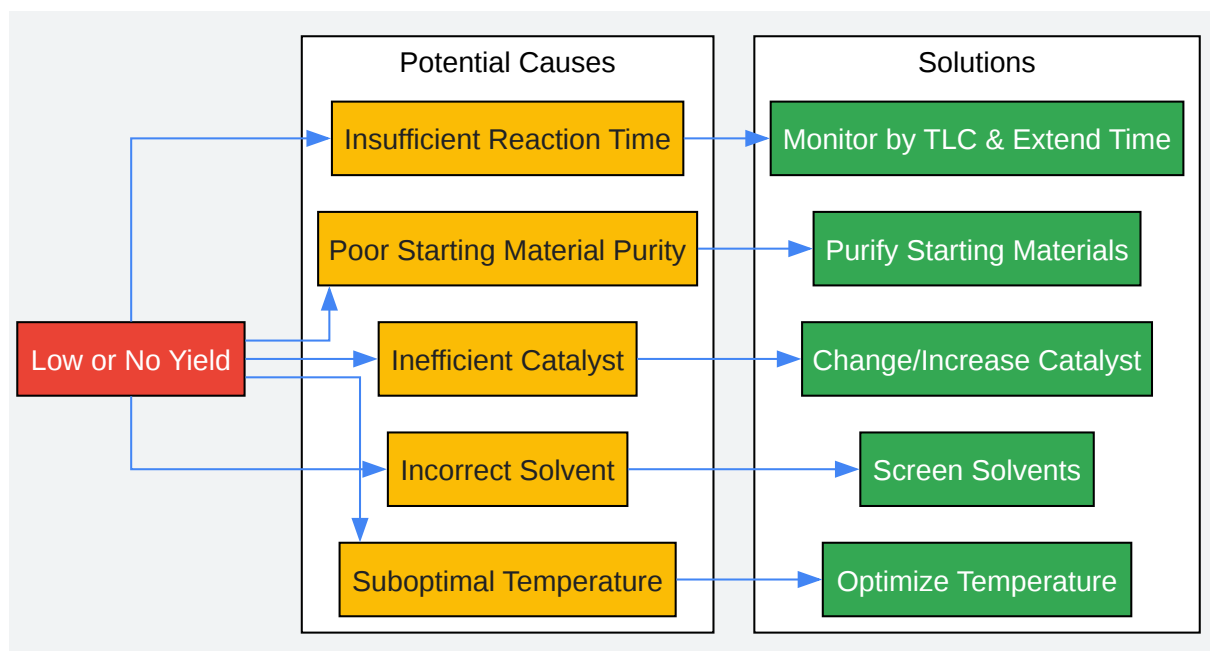 Potential Causes
Solutions
Insufficient Reaction Time
Monitor by TLC & Extend Time
Poor Starting Material Purity
Purify Starting Materials
Low or No Yield
Inefficient Catalyst
Change/Increase Catalyst
Incorrect Solvent
Screen Solvents
Suboptimal Temperature
Optimize Temperature